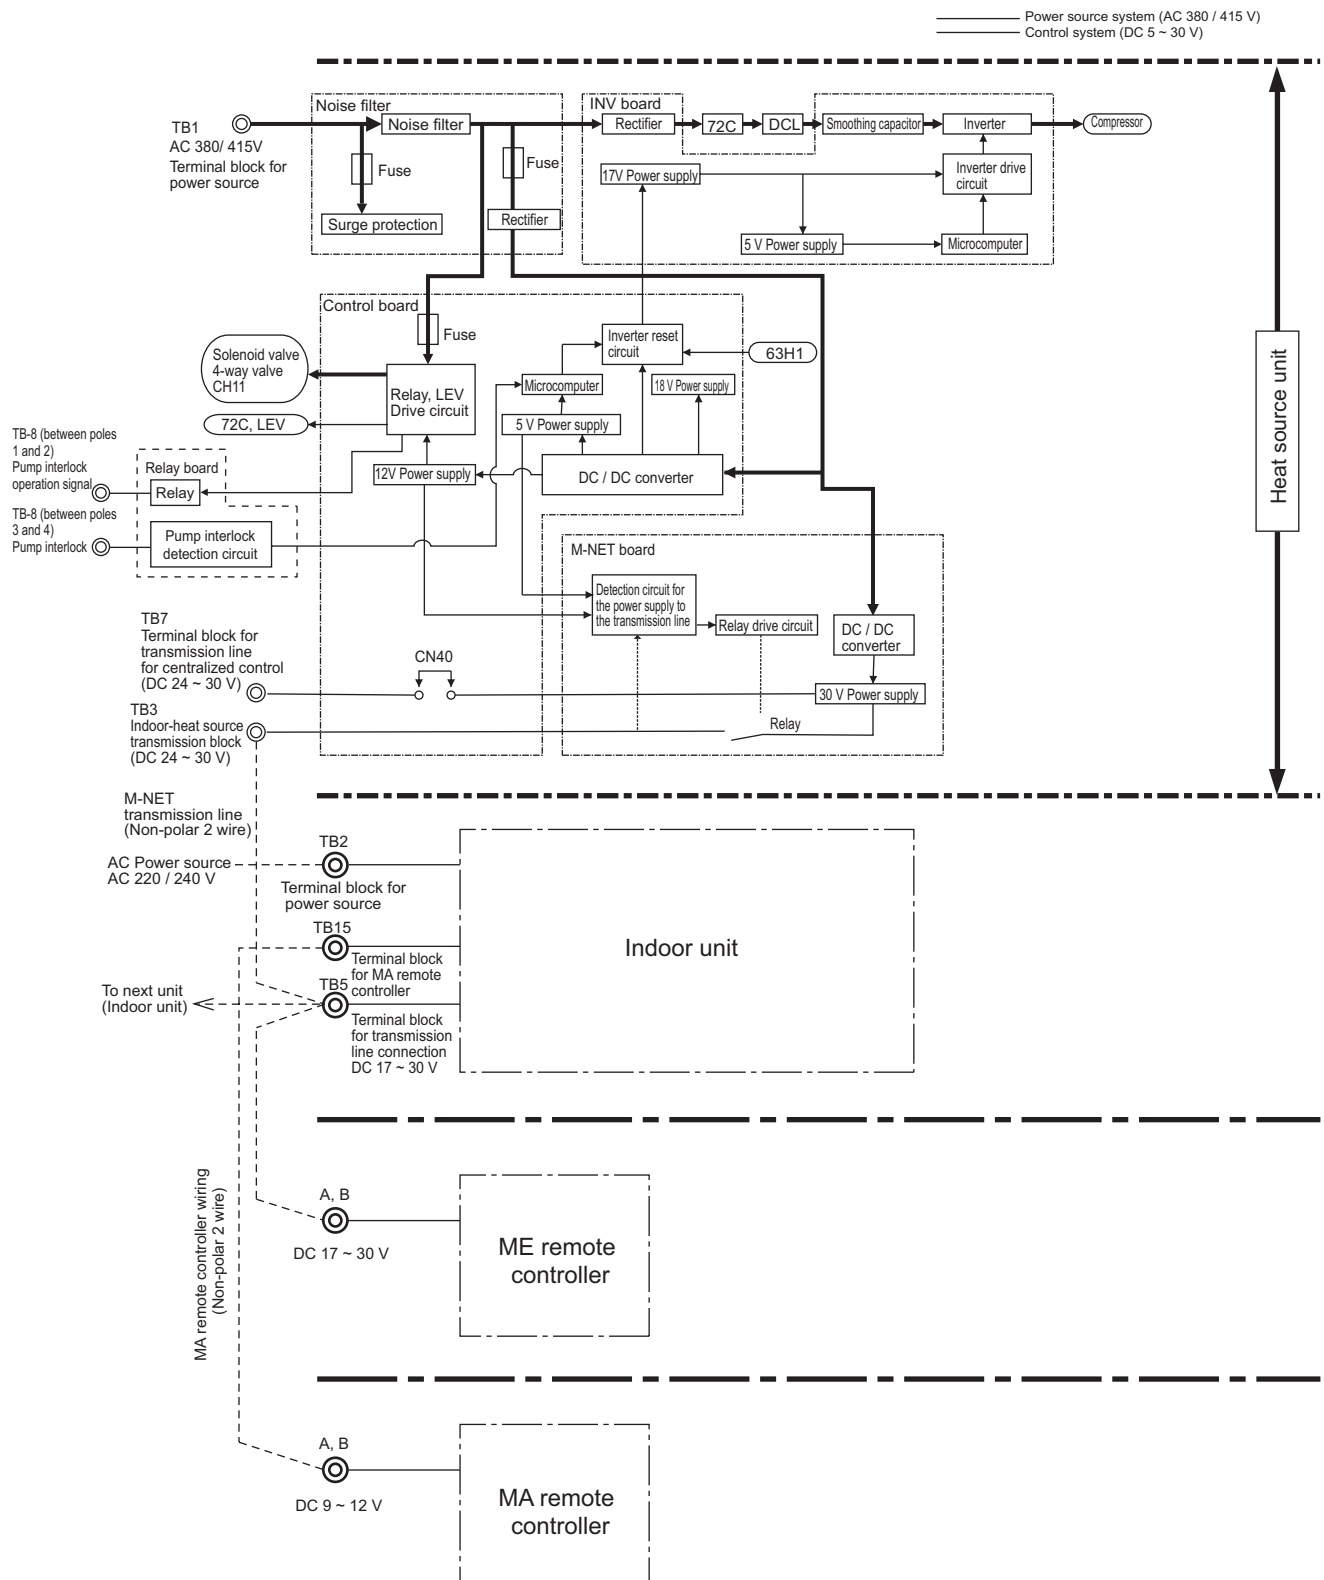 Power source system (AC 380 / 415 V)
Control system (DC 5 ~ 30 V)
Noise filter
INV board
TB1
AC 380/ 415V
Terminal block for
power source
Noise filter
Rectifier
72C
DCL
Smoothing capacitor
Inverter
Compressor
Fuse
Fuse
17V Power supply
Inverter drive
circuit
Surge protection
Rectifier
5 V Power supply
Microcomputer
Control board
Fuse
Inverter reset
circuit
63H1
Solenoid valve
4-way valve
CH11
Relay, LEV
Drive circuit
Microcomputer
18 V Power supply
72C, LEV
5 V Power supply
Heat source unit
TB-8 (between poles
1 and 2)
Pump interlock
operation signal
Relay board
Relay
12V Power supply
DC / DC converter
TB-8 (between poles
3 and 4)
Pump interlock
Pump interlock
detection circuit
M-NET board
Detection circuit for
the power supply to
the transmission line
Relay drive circuit
DC / DC
converter
TB7
Terminal block for
transmission line
for centralized control
(DC 24 ~ 30 V)
CN40
30 V Power supply
TB3
Indoor-heat source
transmission block
(DC 24 ~ 30 V)
Relay
M-NET
transmission line
(Non-polar 2 wire)
AC Power source
AC 220 / 240 V
TB2
Terminal block for
power source
TB15
Terminal block
for MA remote
controller
Indoor unit
To next unit
(Indoor unit)
TB5
Terminal block
for transmission
line connection
DC 17 ~ 30 V
MA remote controller wiring
(Non-polar 2 wire)
A, B
DC 17 ~ 30 V
ME remote
controller
A, B
DC 9 ~ 12 V
MA remote
controller